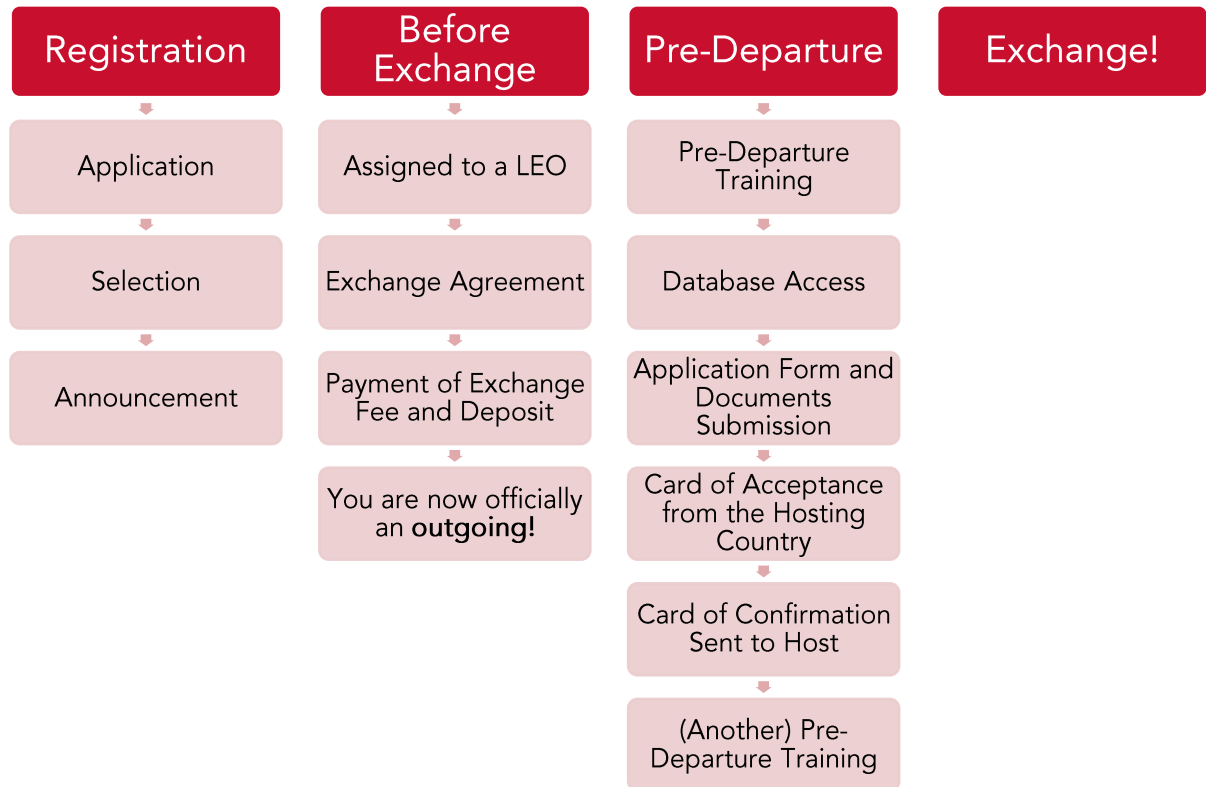 Registration
Application
Selection
Announcement
Before
Exchange
Assigned to a LEO
Exchange Agreement
Payment of Exchange
Fee and Deposit
You are now officially
an outgoing!
Pre-Departure
Pre-Departure
Training
Database Access
Application Form and
Documents
Submission
Card of Acceptance
from the Hosting
Country
Card of Confirmation
Sent to Host
(Another) Pre-
Departure Training
Exchange!